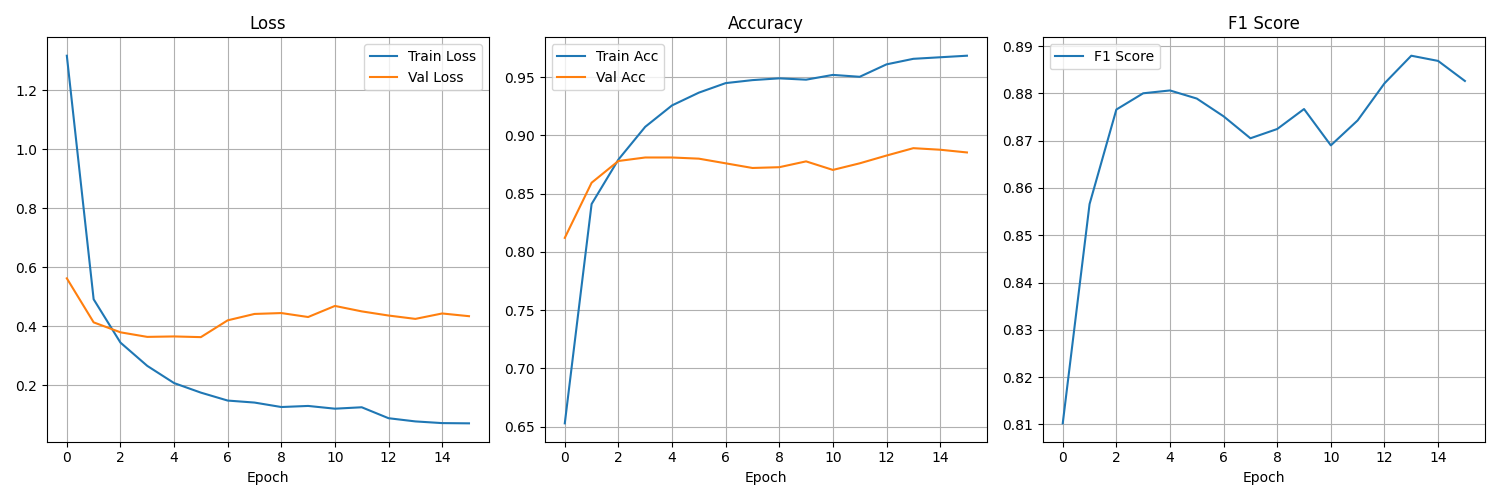 Loss
Train Loss
Val Loss
1.2
1.0
0.8
0.6
0.4
0.2
0 2 4 6 8 10 12 14
Epoch
Accuracy
Train Acc
Val Acc
0.95
0.90
0.85
0.80
0.75
0.70
0.65
0 2 4 6 8 10 12 14
Epoch
F1 Score
F1 Score
0.89
0.88
0.87
0.86
0.85
0.84
0.83
0.82
0.81
0 2 4 6 8 10 12 14
Epoch